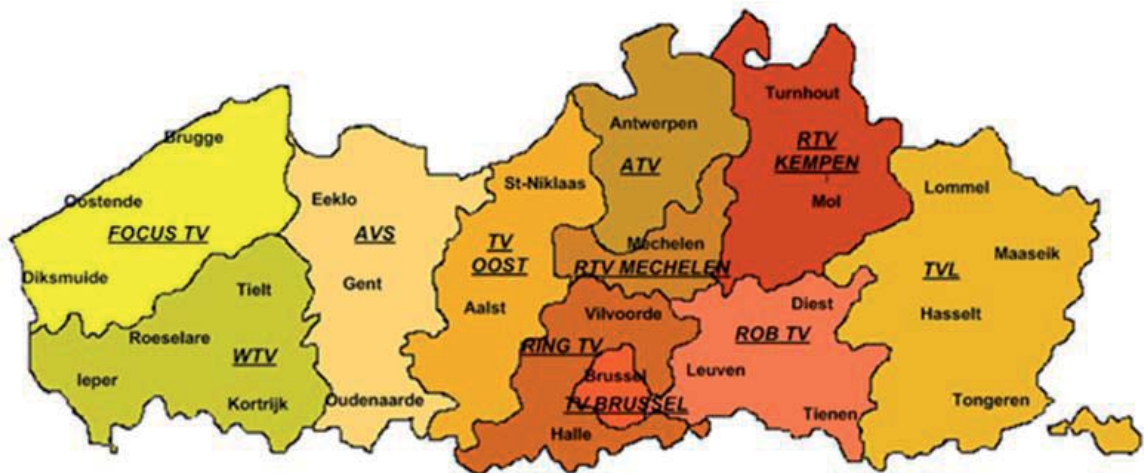 Brugge
Oostende
FOCUS TV
Diksmuide
Tielt
Roeselare
WTV
Ieper
Kortrijk
Eeklo
AVS
Gent
Oudenaarde
St-Niklaas
TV
OOST
Aalst
Antwerpen
ATV
Mechelen
RTV MECHELEN
Vilvoorde
RING TV
Brussel
TV BRUSSEL
Halle
Turnhout
RTV
KEMPEN
Mol
Diest
ROB TV
Leuven
Tienen
Lommel
Maaseik
TVL
Hasselt
Tongeren